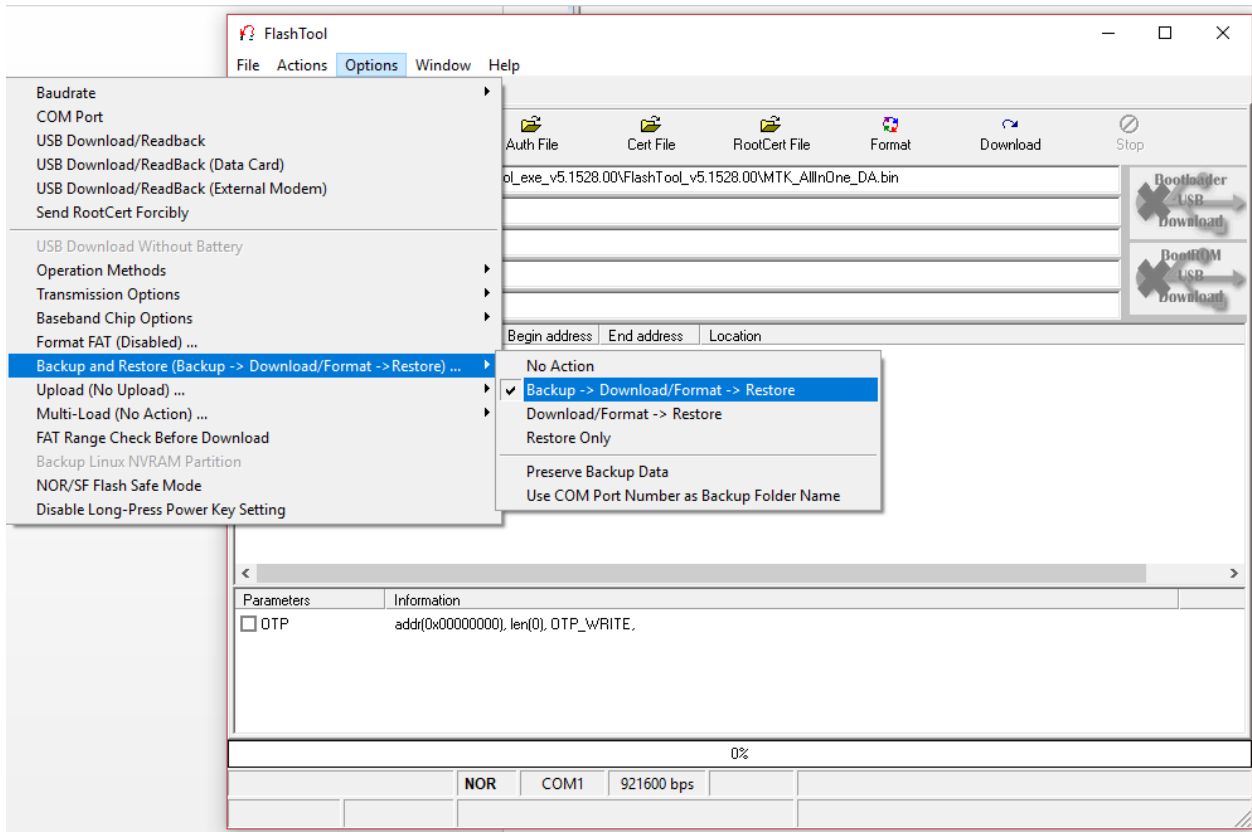 FlashTool
File Actions Options Window Help
Baudrate
COM Port
USB Download/Readback
USB Download/ReadBack (Data Card)
USB Download/ReadBack (External Modem)
Send RootCert Forcibly
USB Download Without Battery
Operation Methods
Transmission Options
Baseband Chip Options
Format FAT (Disabled) ...
Backup and Restore (Backup -> Download/Format ->Restore) ...
Upload (No Upload) ...
Multi-Load (No Action) ...
FAT Range Check Before Download
Backup Linux NVRAM Partition
NOR/SF Flash Safe Mode
Disable Long-Press Power Key Setting
Auth File Cert File RootCert File Format Download Stop
ol_exe_v5.1528.00\FlashTool_v5.1528.00\MTK_AllInOne_DA.bin
Bootloader
USB
Download
BootROM
USB
Download
Begin address End address Location
No Action
Backup -> Download/Format -> Restore
Download/Format -> Restore
Restore Only
Preserve Backup Data
Use COM Port Number as Backup Folder Name
Parameters Information
OTP addr(0x00000000), len(0), OTP_WRITE,
0%
NOR COM1 921600 bps